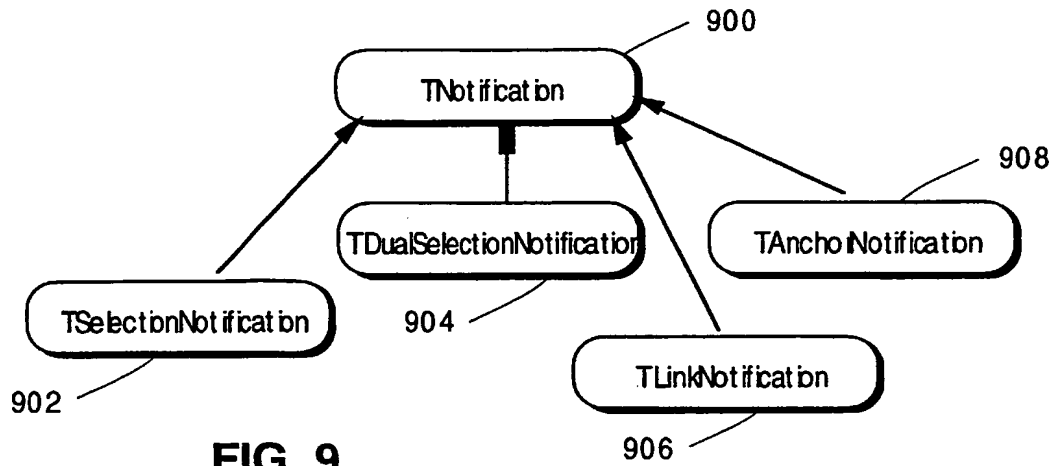 900
TNotification
908
TDualSelectionNotification
TAnchorNotification
904
TSelectionNotification
TLinkNotification
902
906
FIG. 9